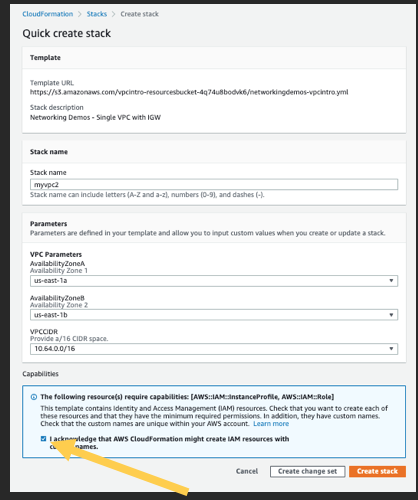 CloudFormation > Stacks > Create stack
Quick create stack
Template
Template URL
https://s3.amazonaws.com/vpcintro-resourcesbucket-4q74u8bodvk6/networkingdemos-vpcintro.yml
Stack description
Networking Demos - Single VPC with IGW
Stack name
Stack name
myvpc2
Stack name can include letters (A-Z and a-z), numbers (0-9), and dashes (-).
Parameters
Parameters are defined in your template and allow you to input custom values when you create or update a stack.
VPC Parameters
AvailabilityZoneA
Availability Zone 1
us-east-1a
AvailabilityZoneB
Availability Zone 2
us-east-1b
VPCCIDR
Provide a/16 CIDR space.
10.64.0.0/16
Capabilities
The following resource(s) require capabilities: [AWS::IAM::InstanceProfile, AWS::IAM::Role]
This template contains Identity and Access Management (IAM) resources. Check that you want to create each of
these resources and that they have the minimum required permissions. In addition, they have custom names.
Check that the custom names are unique within your AWS account. Learn more
I acknowledge that AWS CloudFormation might create IAM resources with
names.
Cancel Create change set Create stack